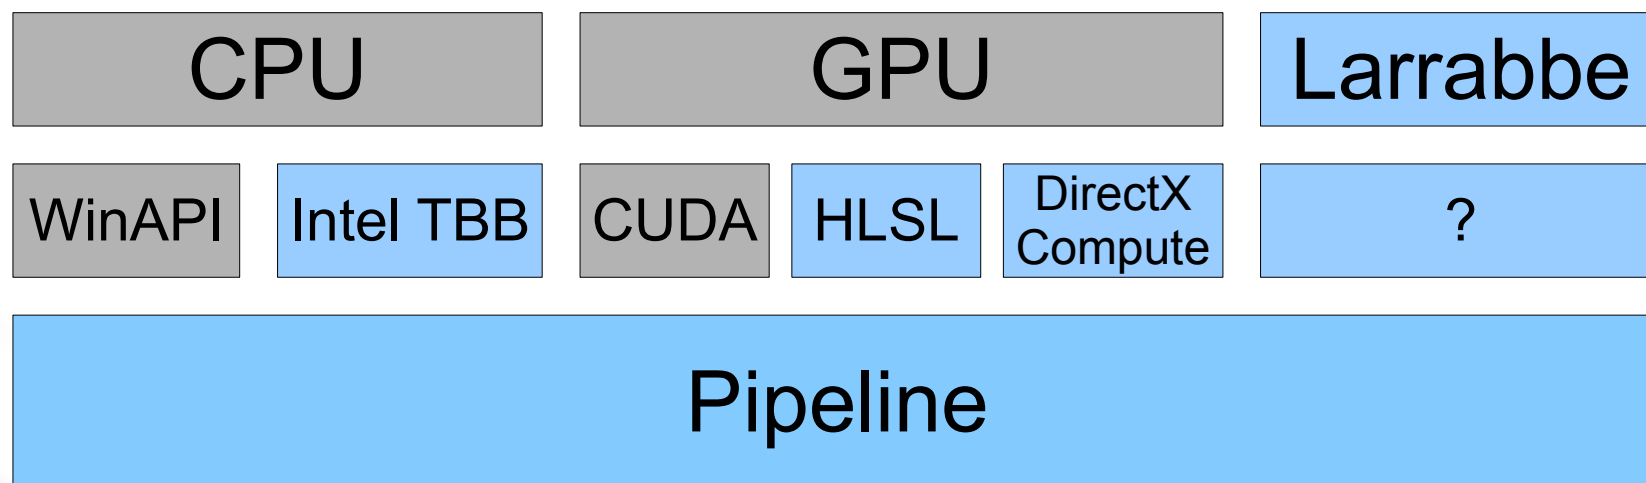 CPU
GPU
Larrabbe
WinAPI
Intel TBB
CUDA
HLSL
DirectX
Compute
?
Pipeline